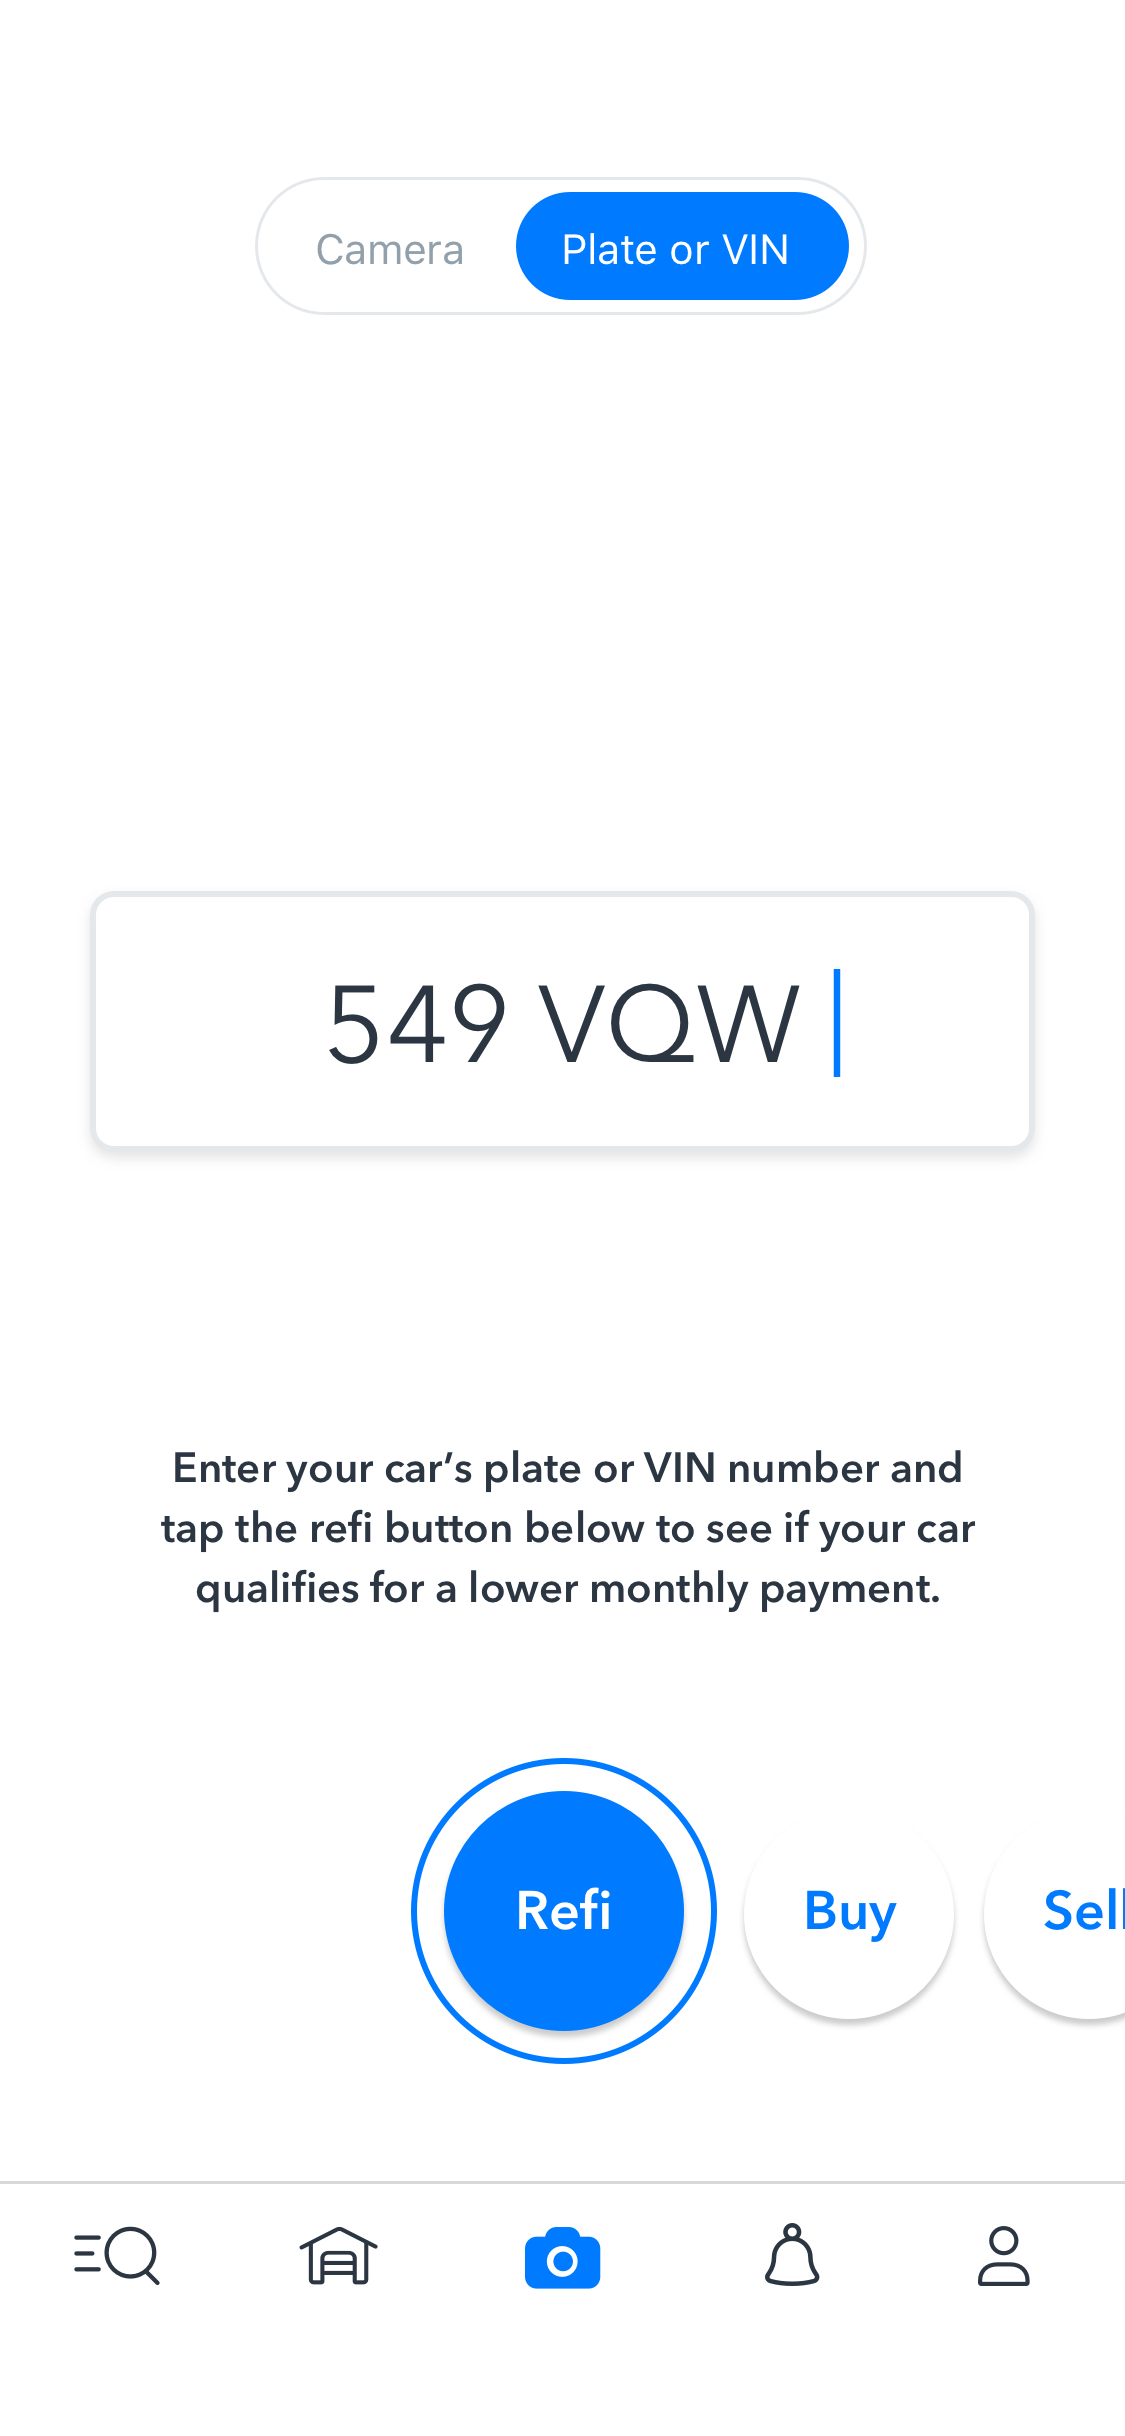 Camera Plate or VIN
549 VQW
Enter your car’s plate or VIN number and
tap the refi button below to see if your car
qualifies for a lower monthly payment.
Refi Buy Sell